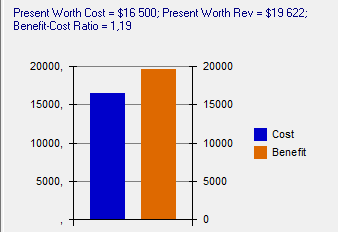 Present Worth Cost = $16 500; Present Worth Rev = $19 622;
Benefit-Cost Ratio = 1,19
20000, 20000
15000, 15000
10000, 10000
5000, 5000
, 0
Cost
Benefit